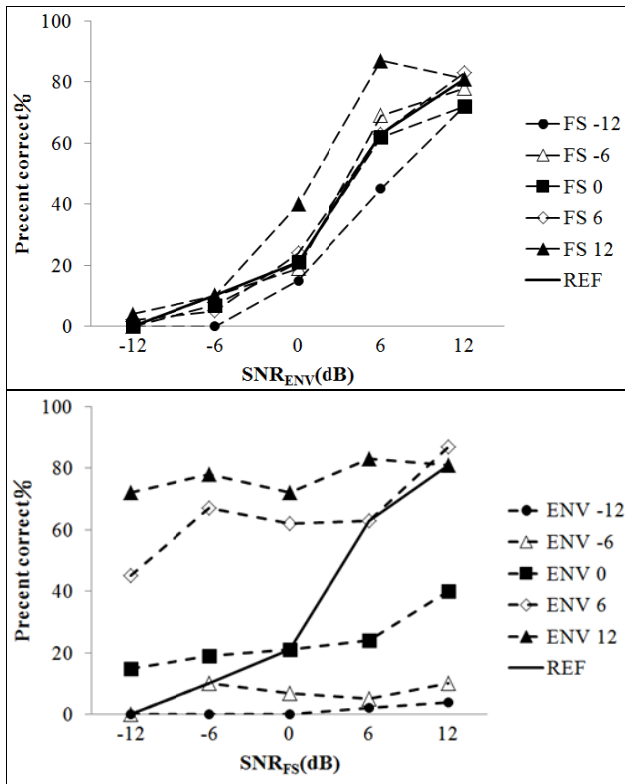 100
80
60
40
20
0
Precent correct%
-12 -6 0 6 12
SNRENV(dB)
FS -12
FS -6
FS 0
FS 6
FS 12
REF
100
80
60
40
20
0
Precent correct%
-12 -6 0 6 12
SNRFS(dB)
ENV -12
ENV -6
ENV 0
ENV 6
ENV 12
REF